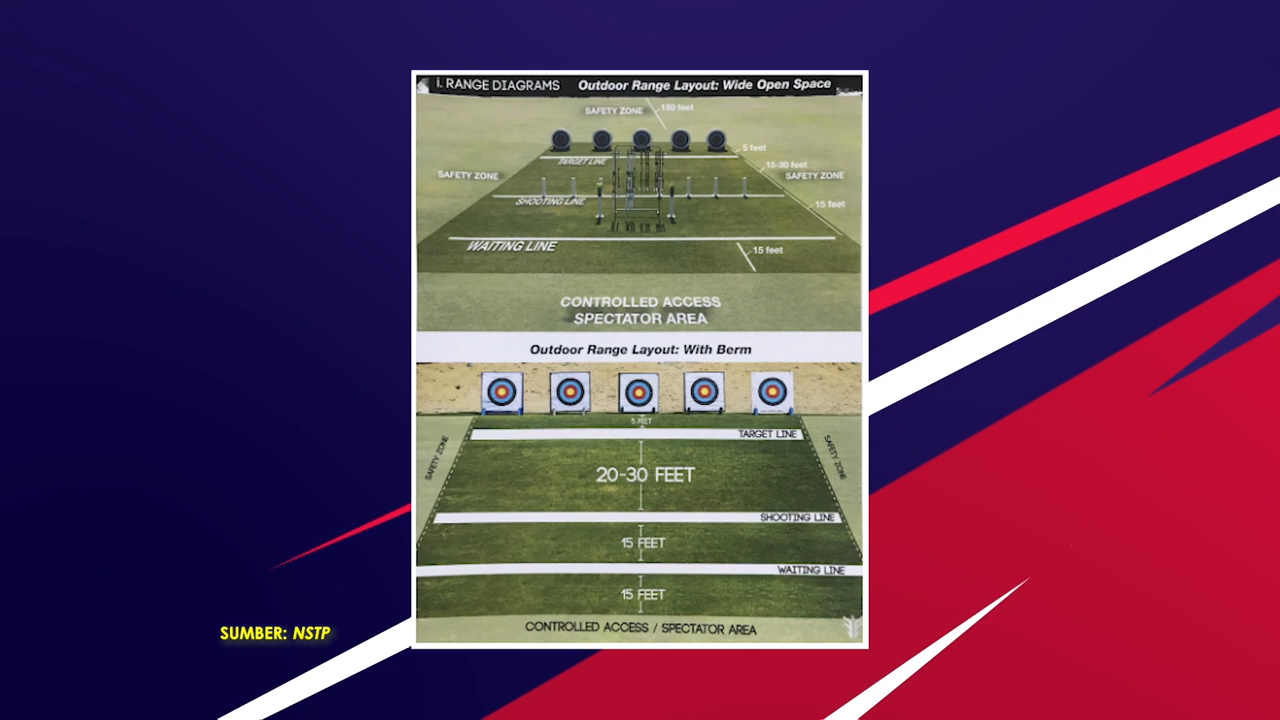 i. RANGE DIAGRAMS
Outdoor Range Layout: Wide Open Space
SAFETY ZONE
150 feet
5 feet
TARGET LINE
15-30 feet
SAFETY ZONE
SAFETY ZONE
SHOOTING LINE
15 feet
WAITING LINE
15 feet
CONTROLLED ACCESS
SPECTATOR AREA
Outdoor Range Layout: With Berm
5 FEET
TARGET LINE
SAFETY ZONE
SAFETY ZONE
20-30 FEET
SHOOTING LINE
15 FEET
WAITING LINE
15 FEET
CONTROLLED ACCESS / SPECTATOR AREA
SUMBER: NSTP